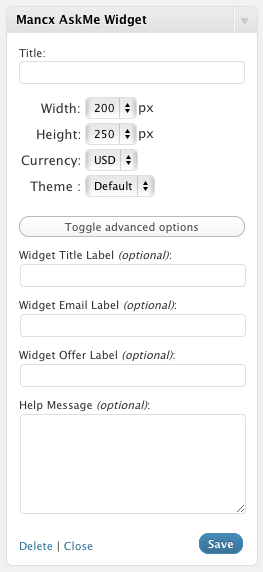 Mancx AskMe Widget
Title:
Width: 200 px
Height: 250 px
Currency: USD
Theme : Default
Toggle advanced options
Widget Title Label (optional):
Widget Email Label (optional):
Widget Offer Label (optional):
Help Message (optional):
Delete | Close Save